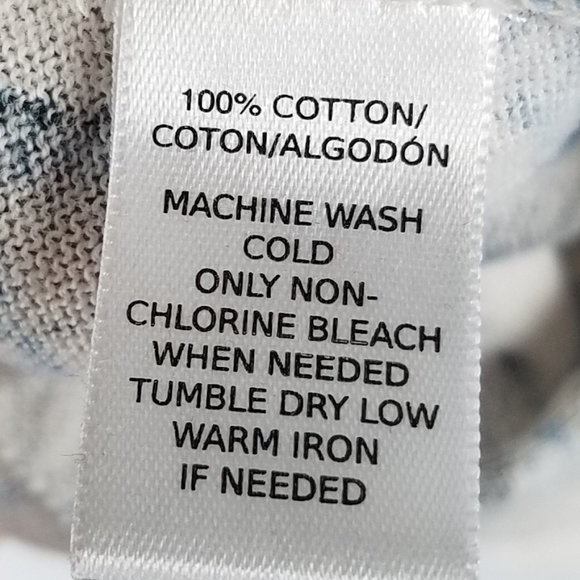 100% COTTON/
COTON/ALGODÓN
MACHINE WASH
COLD
ONLY NON-
CHLORINE BLEACH
WHEN NEEDED
TUMBLE DRY LOW
WARM IRON
IF NEEDED